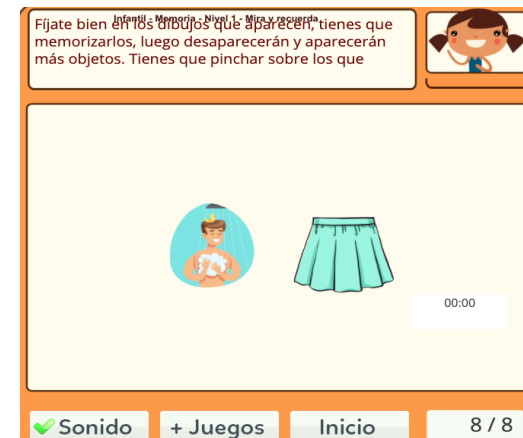 Infantil - Memoria - Nivel 1 - Mira y recuerda.
Fíjate bien en los dibujos que aparecen, tienes que
memorizarlos, luego desaparecerán y aparecerán
más objetos. Tienes que pinchar sobre los que
00:00
Sonido
+ Juegos
Inicio
8 / 8